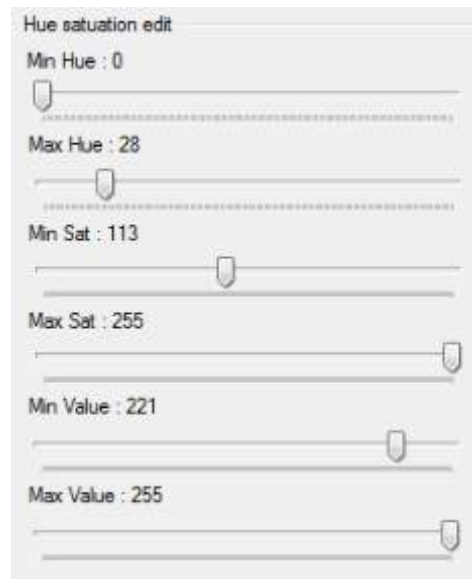 Hue satuation edit
Min Hue : 0
Max Hue : 28
Min Sat : 113
Max Sat : 255
Min Value : 221
Max Value : 255